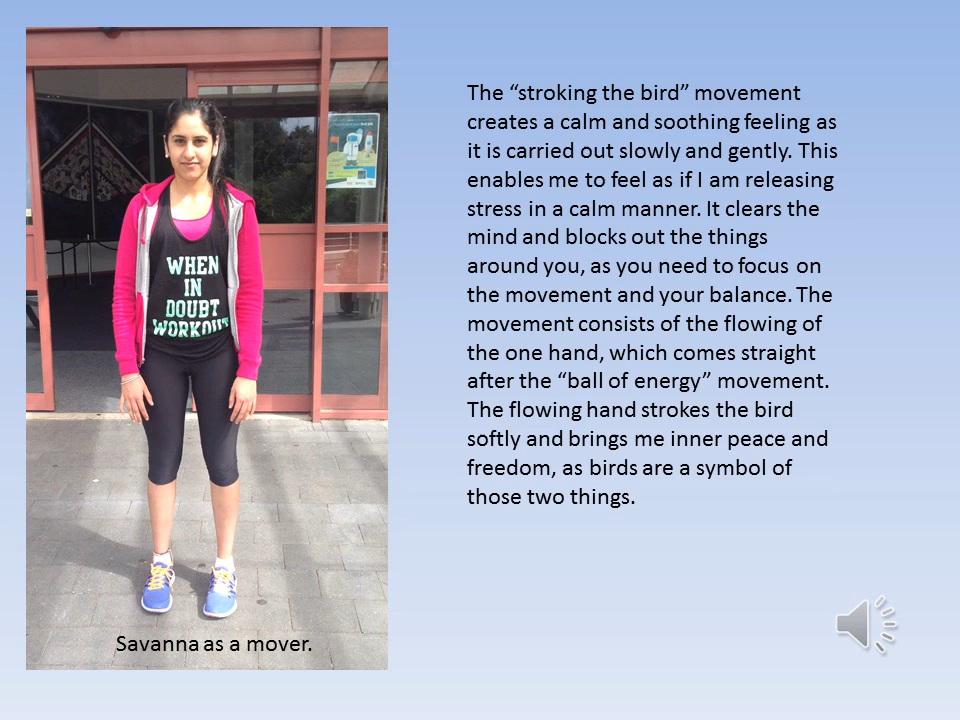 WHEN
IN
DOUBT
WORKOUT
Savanna as a mover.
The “stroking the bird” movement
creates a calm and soothing feeling as
it is carried out slowly and gently. This
enables me to feel as if I am releasing
stress in a calm manner. It clears the
mind and blocks out the things
around you, as you need to focus on
the movement and your balance. The
movement consists of the flowing of
the one hand, which comes straight
after the “ball of energy” movement.
The flowing hand strokes the bird
softly and brings me inner peace and
freedom, as birds are a symbol of
those two things.